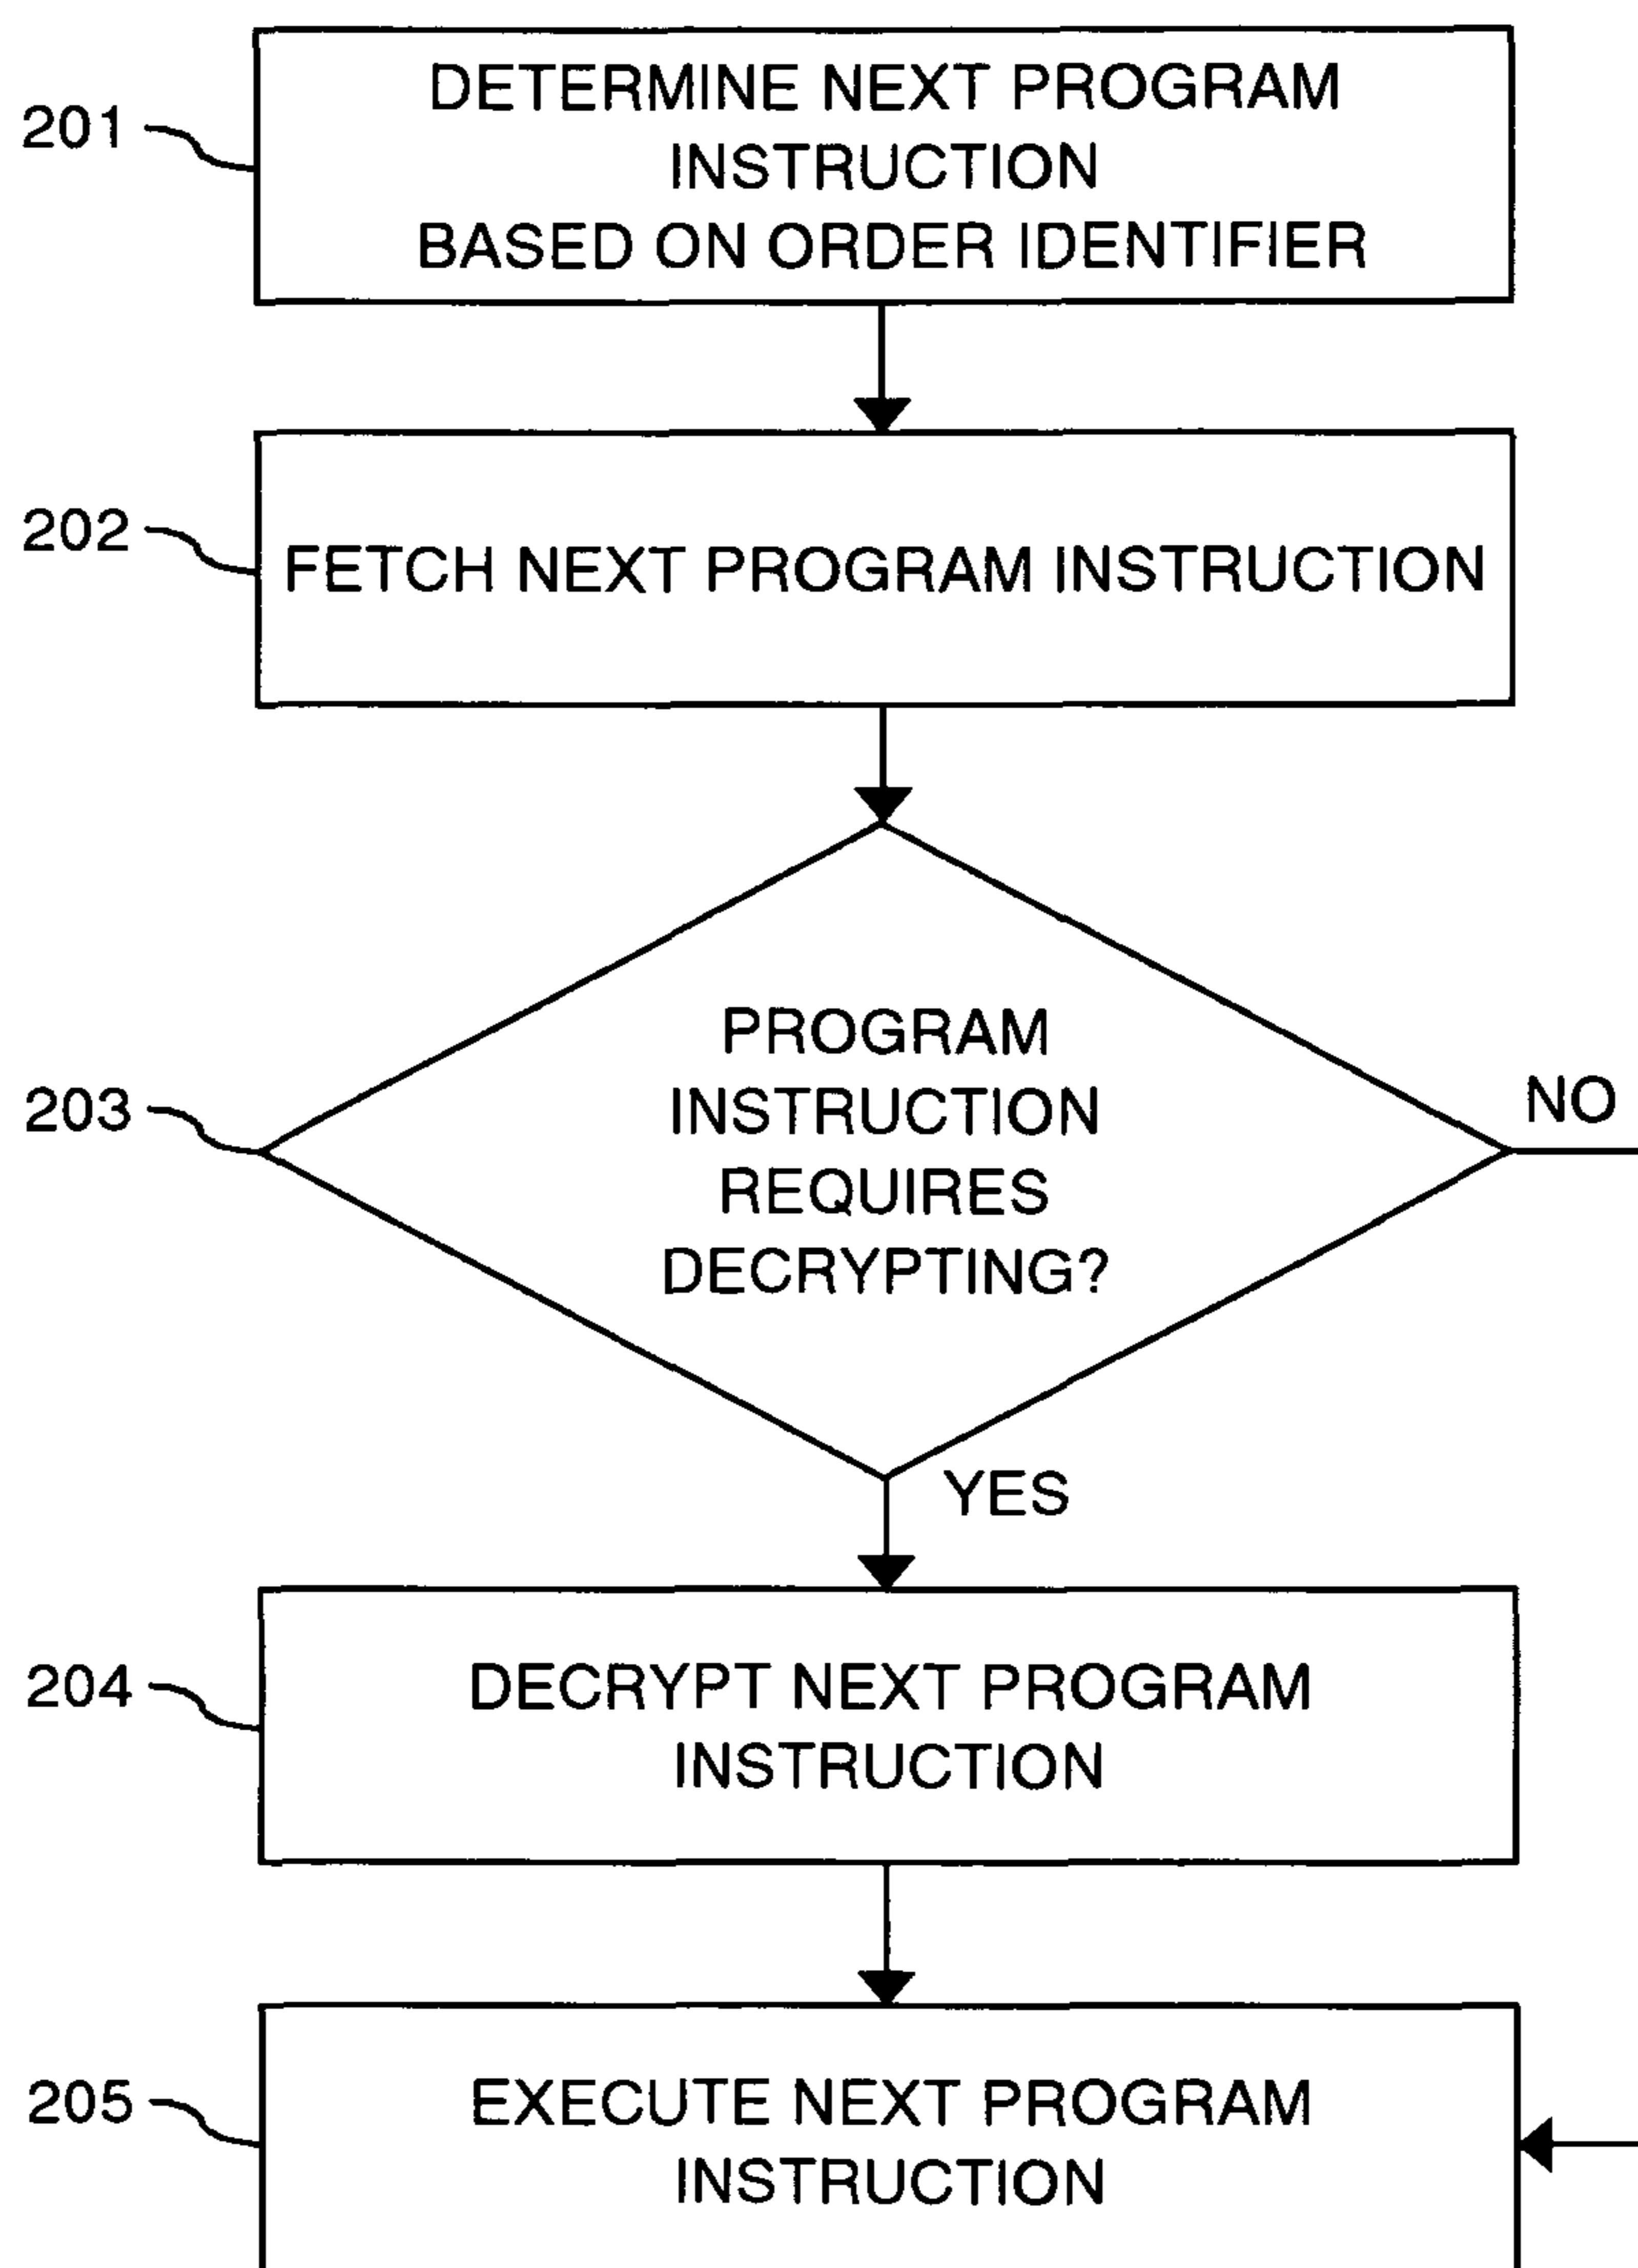 201
DETERMINE NEXT PROGRAM
INSTRUCTION
BASED ON ORDER IDENTIFIER
202
FETCH NEXT PROGRAM INSTRUCTION
203
PROGRAM
INSTRUCTION
REQUIRES
DECRYPTING?
NO
YES
204
DECRYPT NEXT PROGRAM
INSTRUCTION
205
EXECUTE NEXT PROGRAM
INSTRUCTION